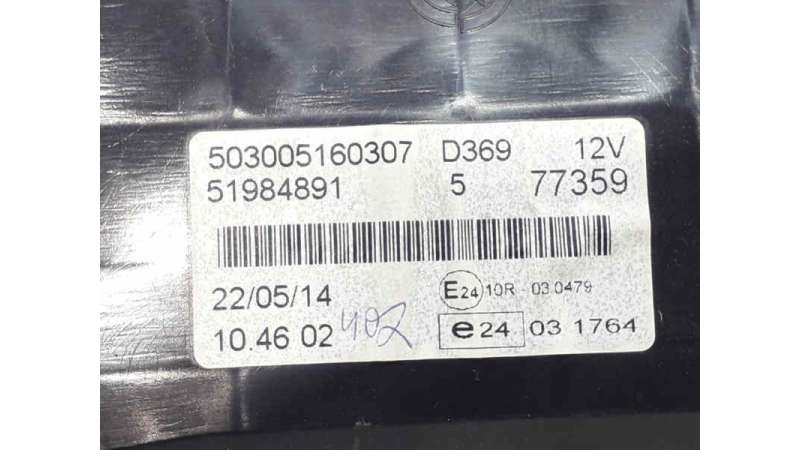 503005160307 D369 12V
51984891 5 77359
22/05/14 E24 10R - 03 0479
10.46 02 402 e24 03 1764